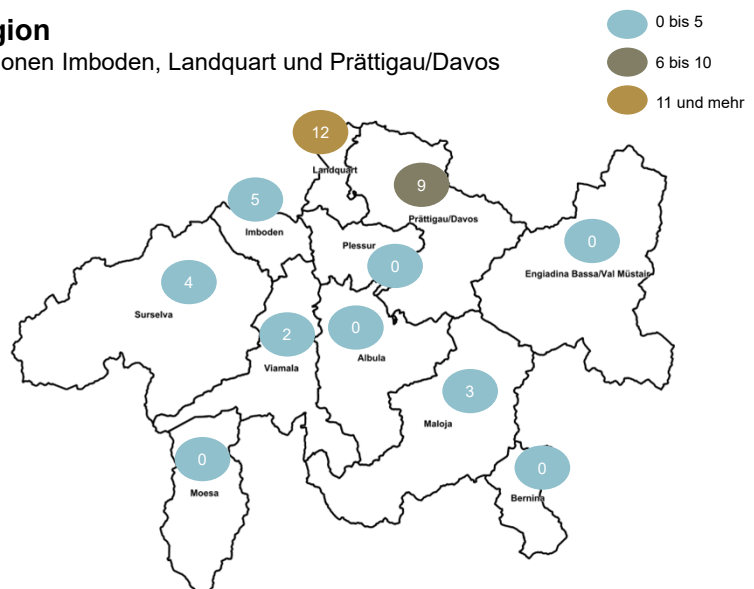 gion
onen Imboden, Landquart und Prättigau/Davos
0 bis 5
6 bis 10
11 und mehr
12
Landquart
9
Prättigau/Davos
5
Imboden
Plessur
0
0
Engiadina Bassa/Val Müstair
4
Surselva
2
Viamala
0
Albula
3
Maloja
0
Moesa
0
Bernina